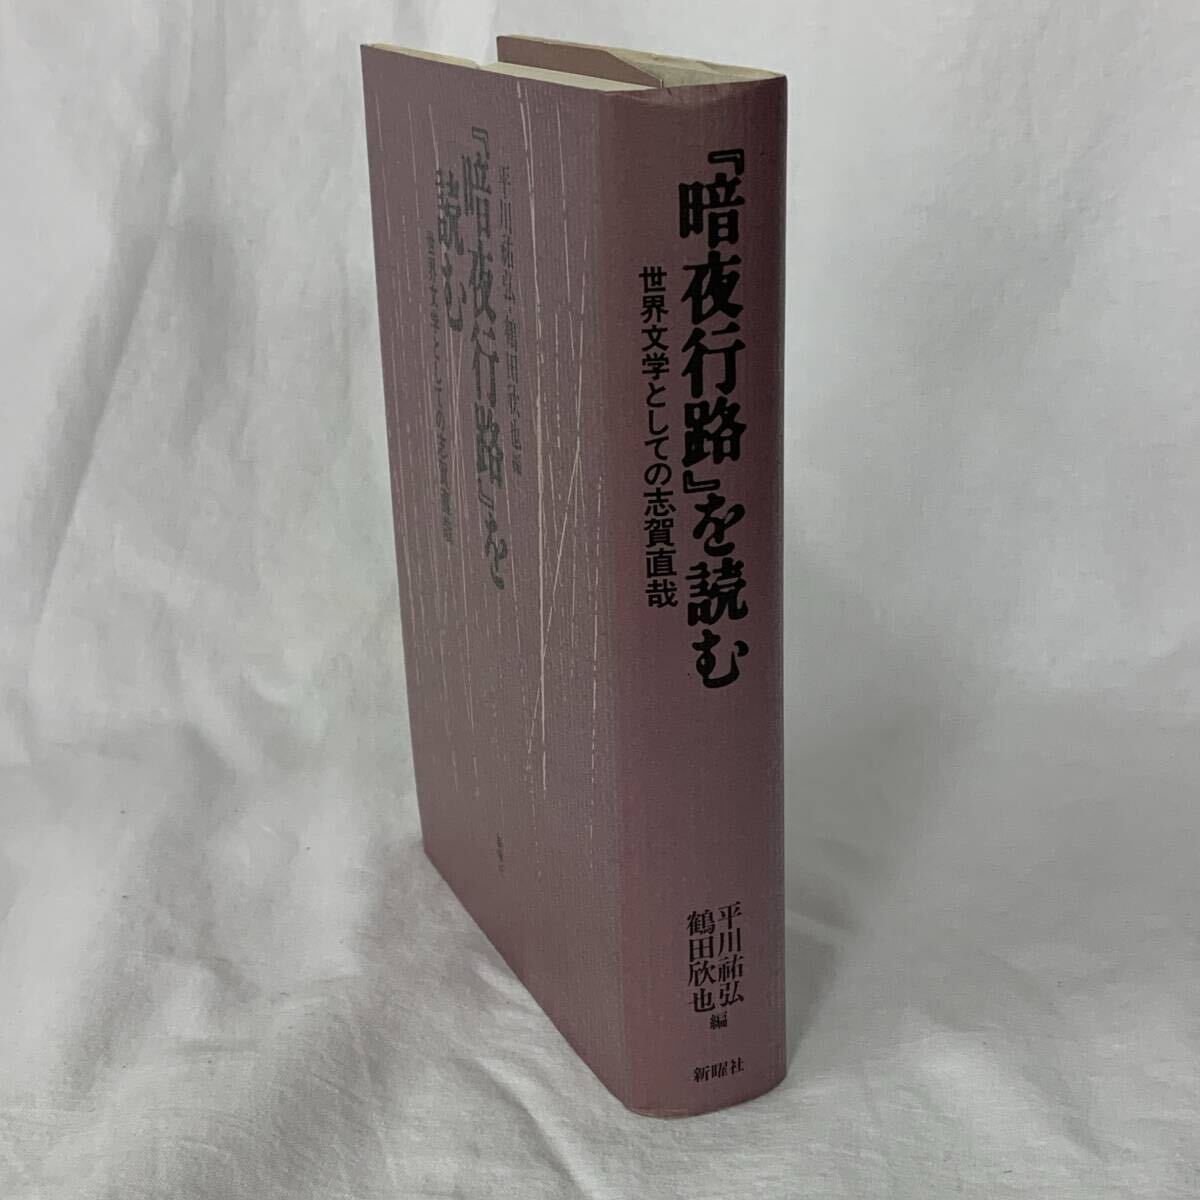 『暗夜行路』を読む
世界文学としての志賀直哉
平川祐弘
鶴田欣也
編
新曜社
平川祐弘・鶴田欣也編
『暗夜行路』を
読む
世界文学としての志賀直哉
新曜社